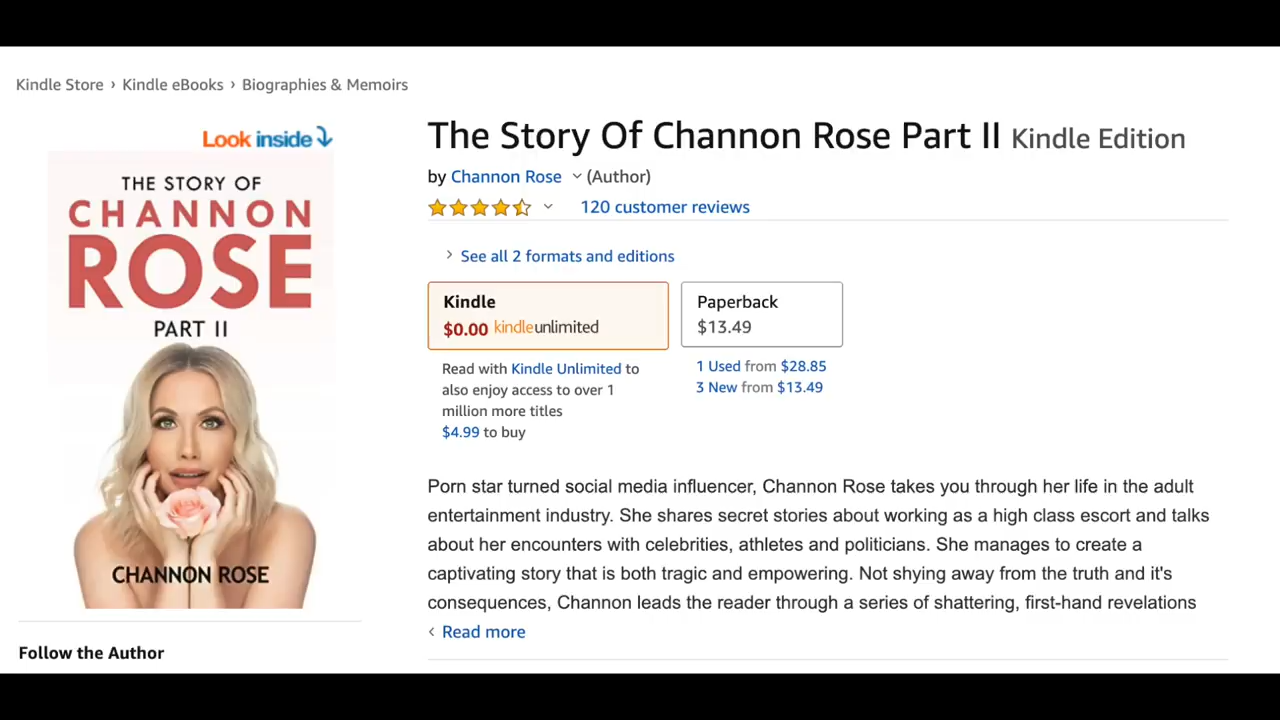 Kindle Store › Kindle eBooks › Biographies & Memoirs
Look inside
THE STORY OF
CHANNON
ROSE
PART II
CHANNON ROSE
Follow the Author
The Story Of Channon Rose Part II Kindle Edition
by Channon Rose (Author)
120 customer reviews
See all 2 formats and editions
Kindle
$0.00 kindleunlimited
Read with Kindle Unlimited to
also enjoy access to over 1
million more titles
$4.99 to buy
Paperback
$13.49
1 Used from $28.85
3 New from $13.49
Porn star turned social media influencer, Channon Rose takes you through her life in the adult
entertainment industry. She shares secret stories about working as a high class escort and talks
about her encounters with celebrities, athletes and politicians. She manages to create a
captivating story that is both tragic and empowering. Not shying away from the truth and it's
consequences, Channon leads the reader through a series of shattering, first-hand revelations
Read more